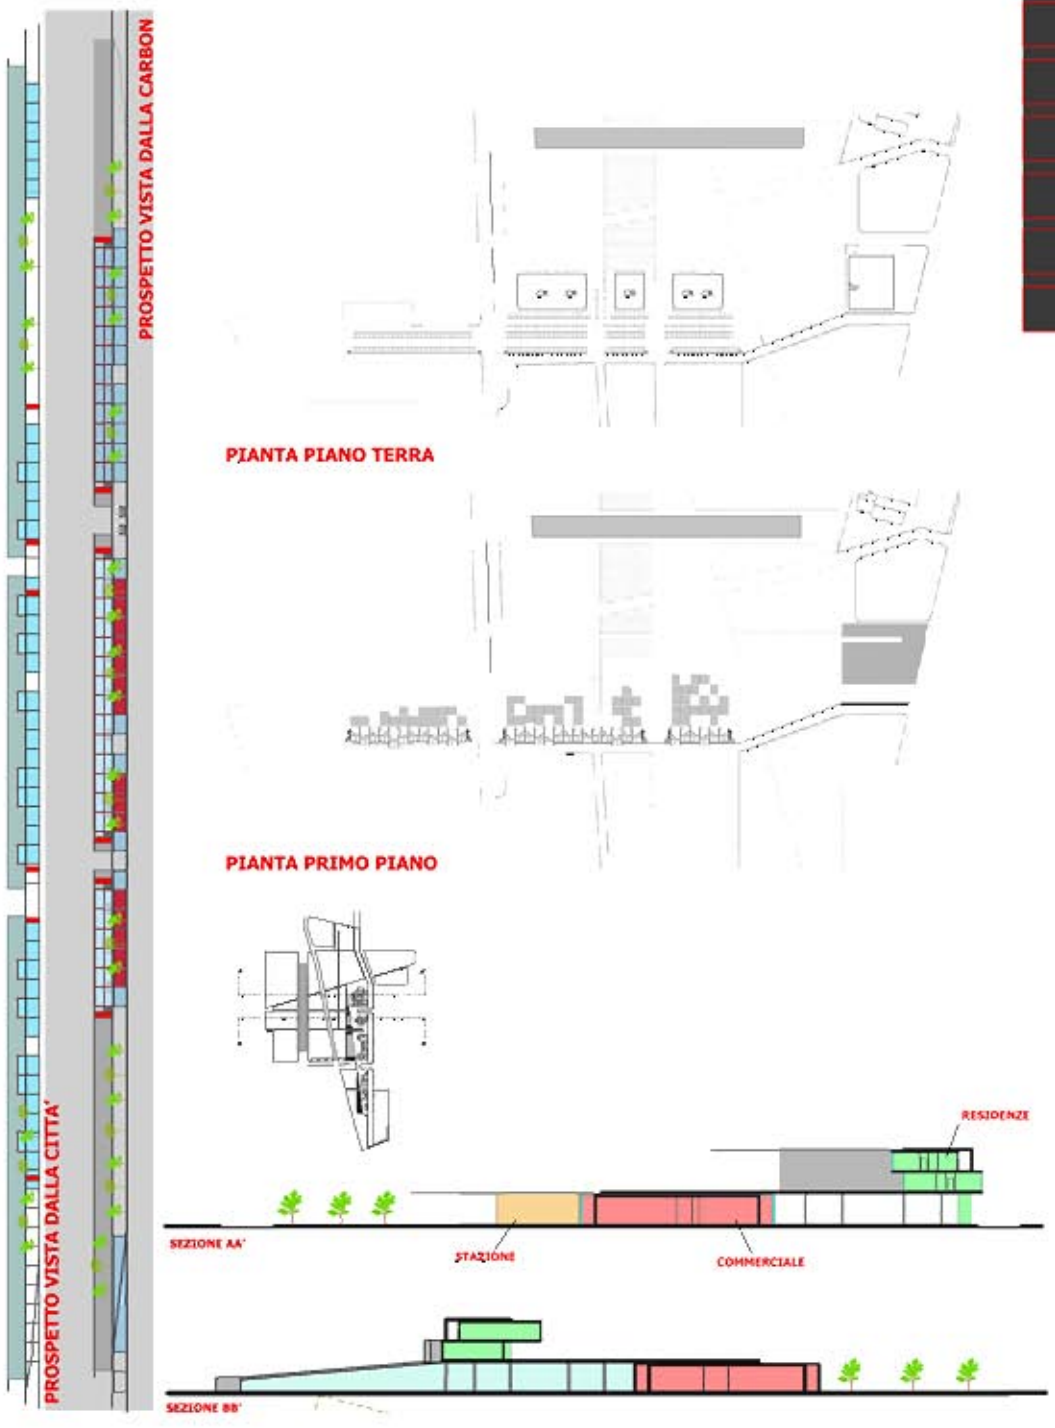 PROSPETTO VISTA DALLA CARBON
PIANTA PIANO TERRA
PIANTA PRIMO PIANO
PROSPETTO VISTA DALLA CITTA'
RESIDENZE
SEZIONE AA'
STAZIONE
COMMERCIALE
SEZIONE BB'